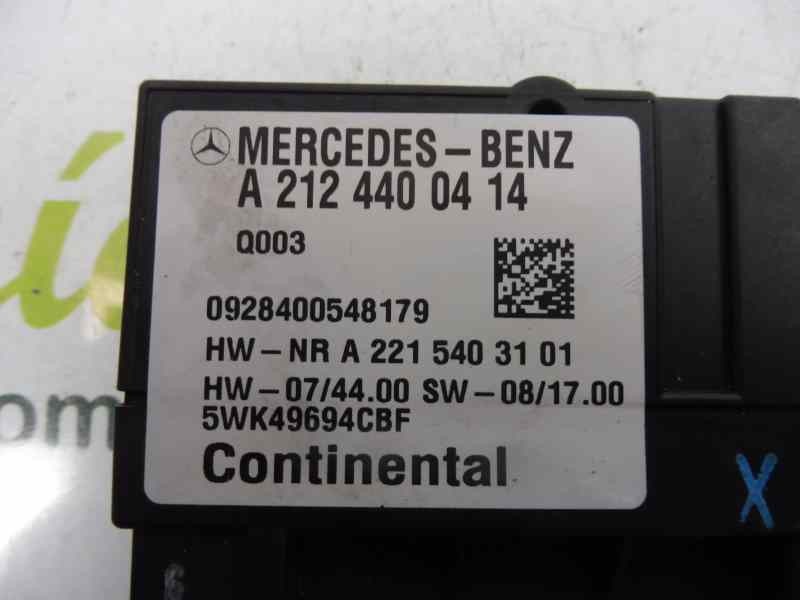 MERCEDES-BENZ
A 212 440 04 14
Q003
0928400548179
HW-NR A 221 540 31 01
HW-07/44.00 SW-08/17.00
5WK49694CBF
Continental
X
om